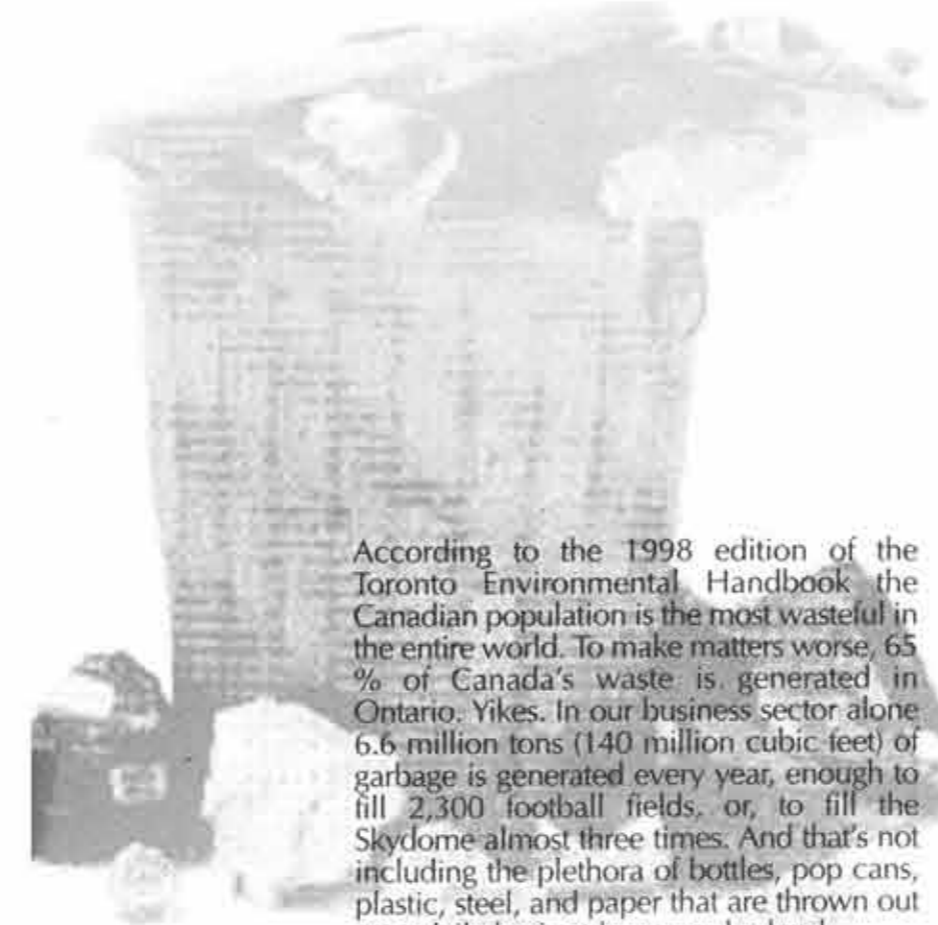 According to the 1998 edition of the
Toronto Environmental Handbook the
Canadian population is the most wasteful in
the entire world. To make matters worse, 65
% of Canada's waste is generated in
Ontario. Yikes. In our business sector alone
6.6 million tons (140 million cubic feet) of
garbage is generated every year, enough to
fill 2,300 football fields, or, to fill the
Skydome almost three times. And that's not
including the plethora of bottles, pop cans,
plastic, steel, and paper that are thrown out